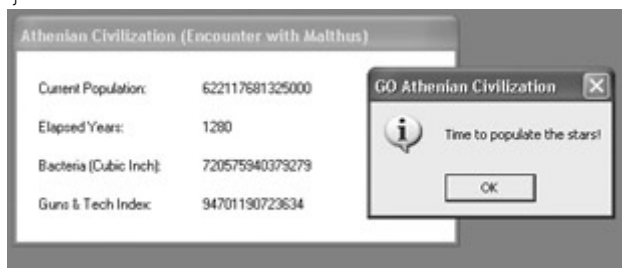 Athenian Civilization (Encounter with Malthus)
Current Population: 622117681325000
Elapsed Years: 1280
Bacteria (Cubic Inch): 720575940379279
Guns & Tech Index: 94701190723634
GO Athenian Civilization
Time to populate the stars!
OK